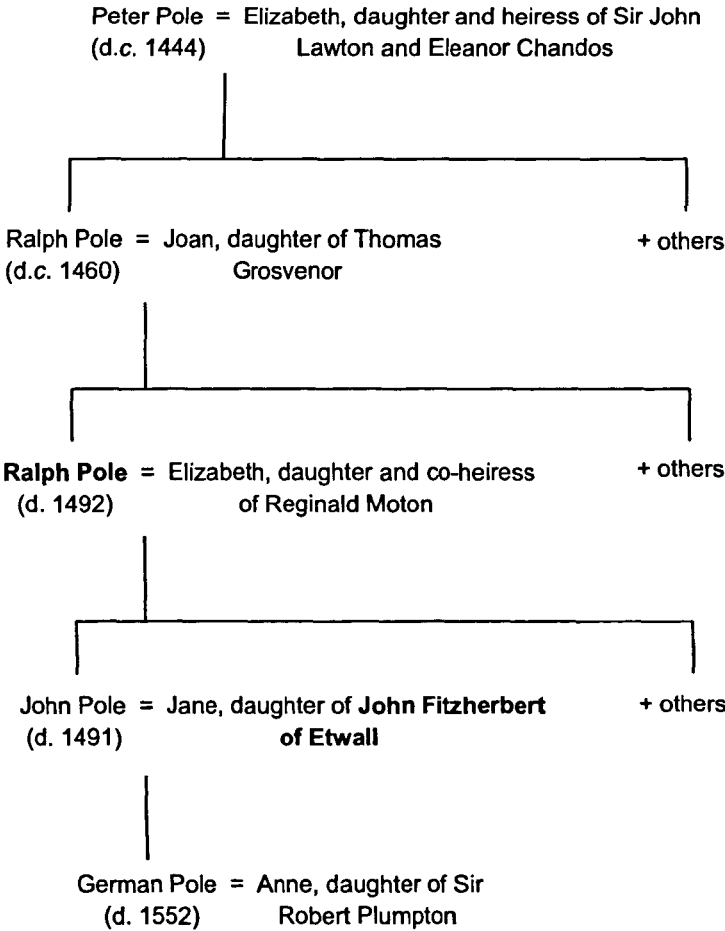 Peter Pole = Elizabeth, daughter and heiress of Sir John
(d.c. 1444) Lawton and Eleanor Chandos
Ralph Pole = Joan, daughter of Thomas + others
(d.c. 1460) Grosvenor
Ralph Pole = Elizabeth, daughter and co-heiress + others
(d. 1492) of Reginald Moton
John Pole = Jane, daughter of John Fitzherbert + others
(d. 1491) of Etwall
German Pole = Anne, daughter of Sir
(d. 1552) Robert Plumpton